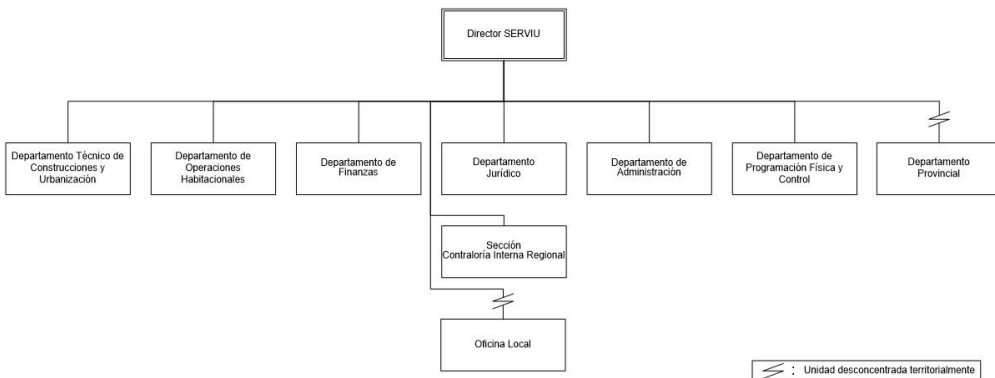 Director SERVIU
Departamento Técnico de
Construcciones y
Urbanización
Departamento de
Operaciones
Habitacionales
Departamento de
Finanzas
Departamento
Jurídico
Departamento de
Administración
Departamento de
Programación Física y
Control
Departamento
Provincial
Sección
Contraloría Interna Regional
Oficina Local
: Unidad desconcentrada territorialmente